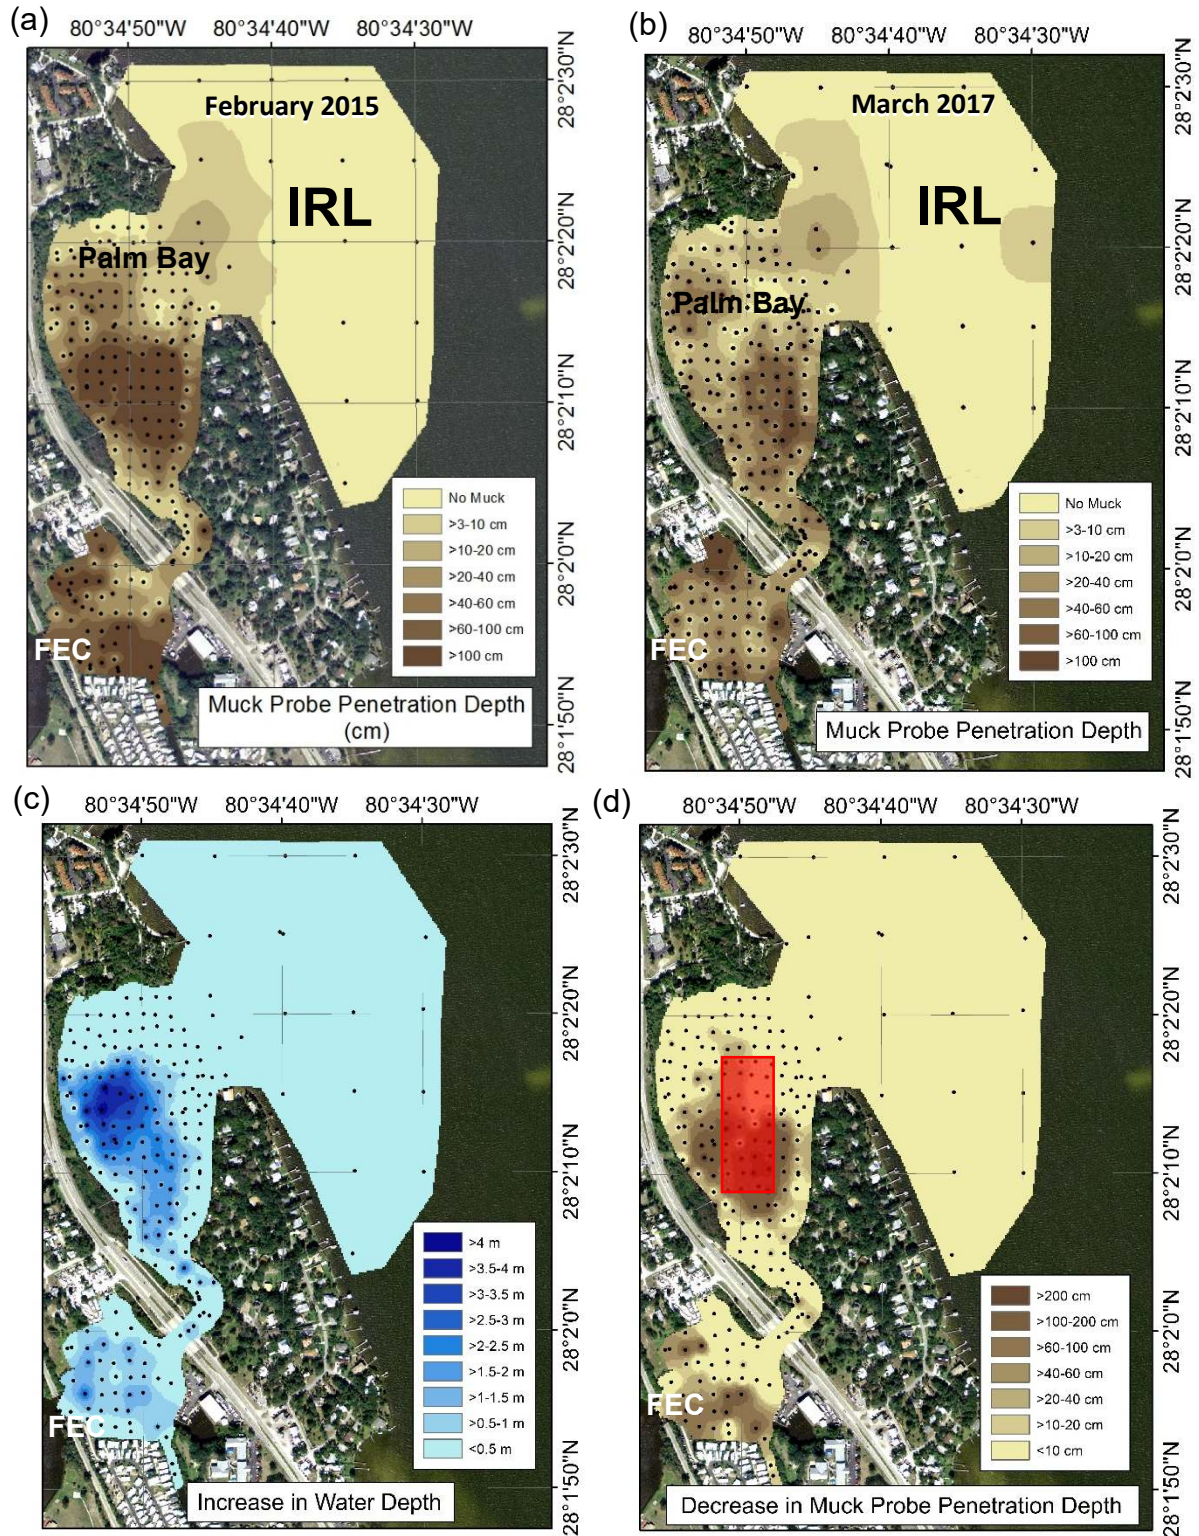 (a)
80°34'50"W 80°34'40"W 80°34'30"W
28°2'30"N
28°2'20"N
28°2'10"N
28°2'0"N
28°1'50"N
February 2015
IRL
Palm Bay
FEC
No Muck
>3-10 cm
>10-20 cm
>20-40 cm
>40-60 cm
>60-100 cm
>100 cm
Muck Probe Penetration Depth
(cm)
(b)
80°34'50"W 80°34'40"W 80°34'30"W
28°2'30"N
28°2'20"N
28°2'10"N
28°2'0"N
28°1'50"N
March 2017
IRL
Palm Bay
FEC
No Muck
>3-10 cm
>10-20 cm
>20-40 cm
>40-60 cm
>60-100 cm
>100 cm
Muck Probe Penetration Depth
(c)
80°34'50"W 80°34'40"W 80°34'30"W
28°2'30"N
28°2'20"N
28°2'10"N
28°2'0"N
28°1'50"N
FEC
>4 m
>3.5-4 m
>3-3.5 m
>2.5-3 m
>2-2.5 m
>1.5-2 m
>1-1.5 m
>0.5-1 m
<0.5 m
Increase in Water Depth
(d)
80°34'50"W 80°34'40"W 80°34'30"W
28°2'30"N
28°2'20"N
28°2'10"N
28°2'0"N
28°1'50"N
FEC
>200 cm
>100-200 cm
>60-100 cm
>40-60 cm
>20-40 cm
>10-20 cm
<10 cm
Decrease in Muck Probe Penetration Depth